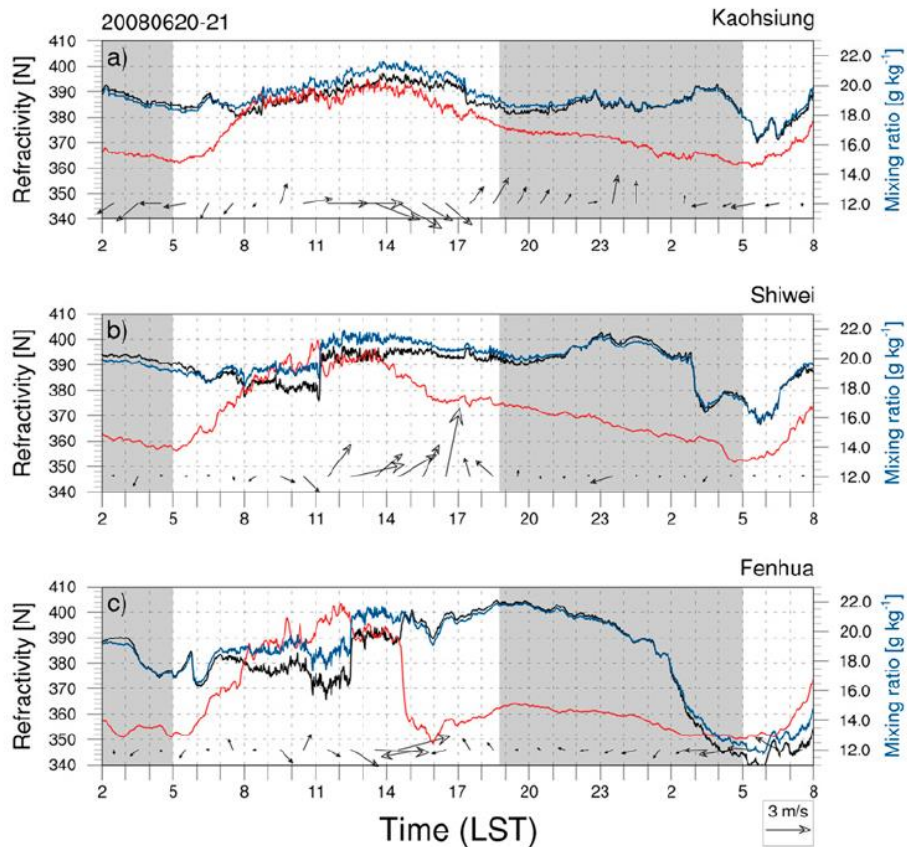 20080620-21 Kaohsiung
a)
Refractivity [N]
410
400
390
380
370
360
350
340
Mixing ratio [g kg-1]
22.0
20.0
18.0
16.0
14.0
12.0
2 5 8 11 14 17 20 23 2 5 8
Shiwei
b)
Refractivity [N]
410
400
390
380
370
360
350
340
Mixing ratio [g kg-1]
22.0
20.0
18.0
16.0
14.0
12.0
2 5 8 11 14 17 20 23 2 5 8
Fenhua
c)
Refractivity [N]
410
400
390
380
370
360
350
340
Mixing ratio [g kg-1]
22.0
20.0
18.0
16.0
14.0
12.0
2 5 8 11 14 17 20 23 2 5 8
Time (LST)
3 m/s